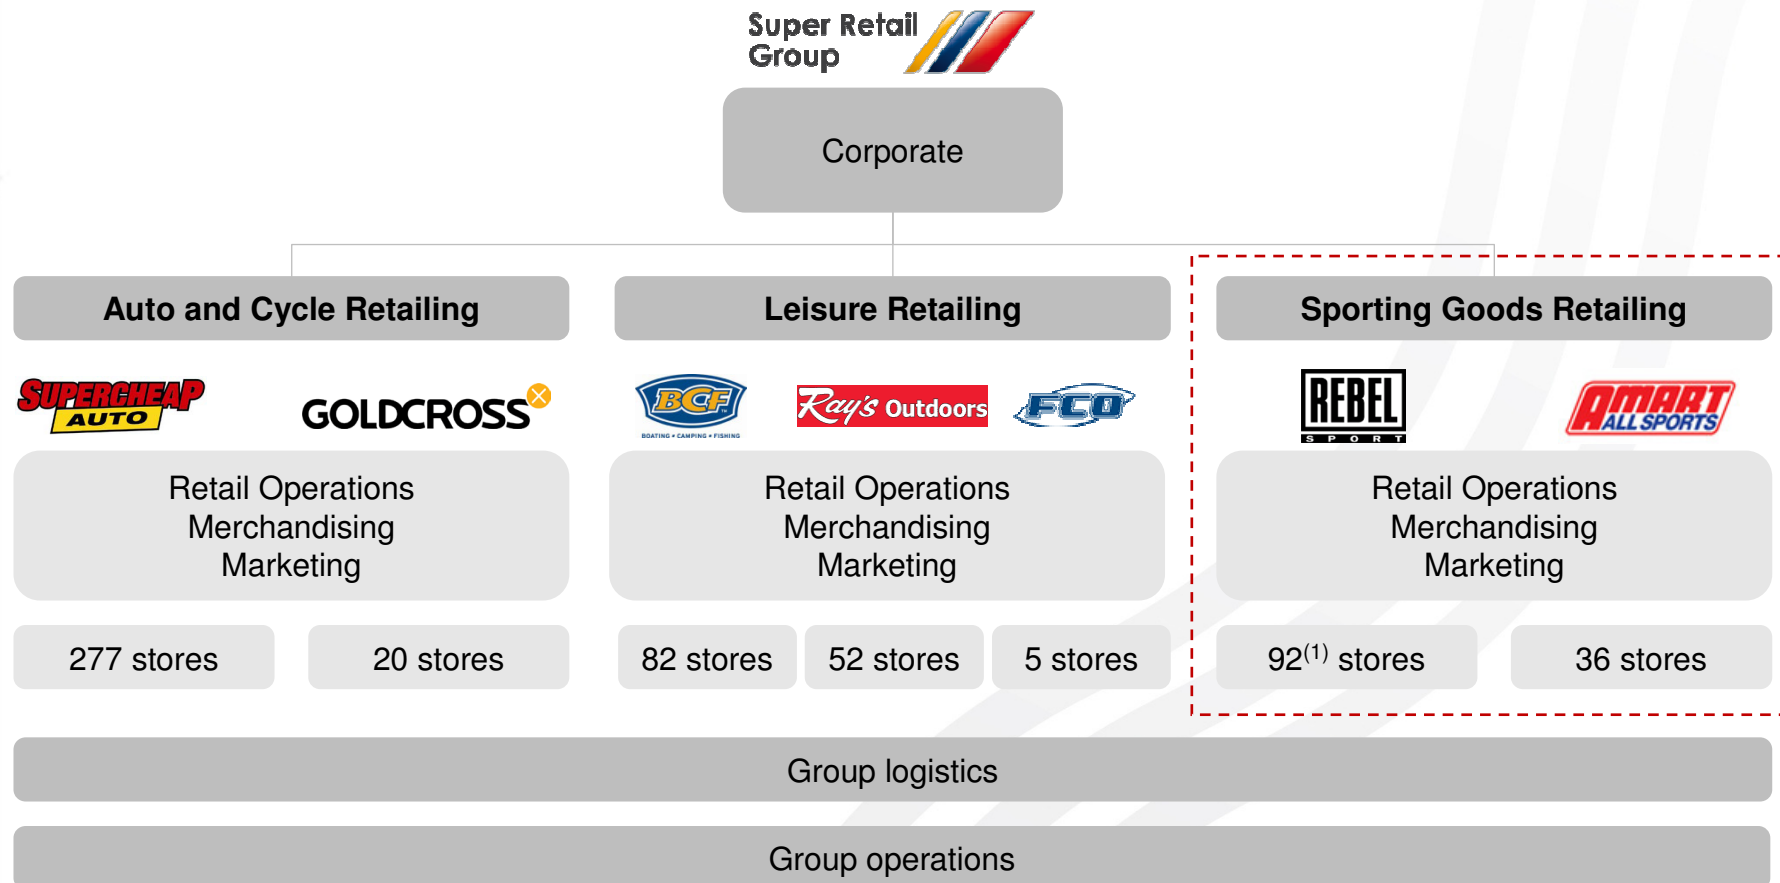 Super Retail
Group
Corporate
Auto and Cycle Retailing
Leisure Retailing
Sporting Goods Retailing
SUPERCHEAP
AUTO
GOLDCROSS
BCF
BOATING • CAMPING • FISHING
Ray's Outdoors
FCO
REBEL
SPORT
AMART
ALL SPORTS
Retail Operations
Merchandising
Marketing
Retail Operations
Merchandising
Marketing
Retail Operations
Merchandising
Marketing
277 stores
20 stores
82 stores
52 stores
5 stores
92(1) stores
36 stores
Group logistics
Group operations